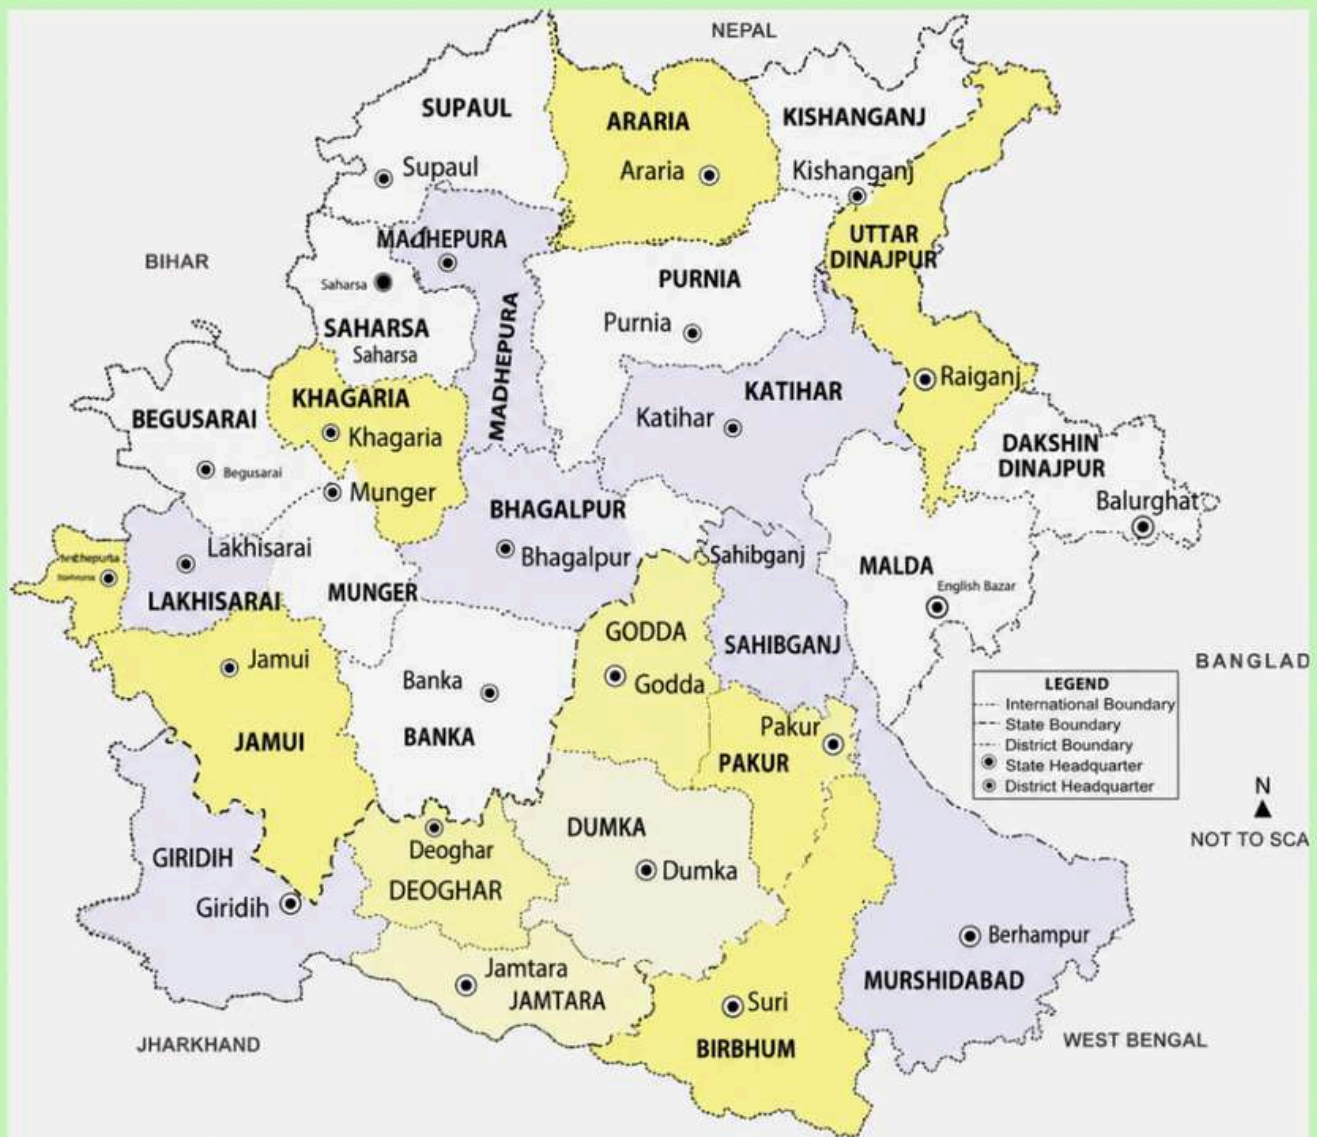 NEPAL
SUPAUL
ARARIA
KISHANGANJ
Supaul
Araria
Kishanganj
BIHAR
MADHEPURA
UTTAR
DINAJPUR
PURNIA
Saharsa
SAHARSA
Saharsa
Purnia
MADHEPURA
KHAGARIA
Khagaria
BEGUSARAI
Begusarai
KATIHAR
Katihar
Raiganj
DAKSHIN
DINAJPUR
Balurghat
Munger
BHAGALPUR
Bhagalpur
Lakhisarai
LAKHISARAI
MUNGER
Sahibganj
SAHIBGANJ
MALDA
English Bazar
GODDA
Godda
Jamui
JAMUI
Banka
BANKA
BANGLAD
LEGEND
International Boundary
State Boundary
District Boundary
State Headquarter
District Headquarter
Pakur
PAKUR
N
NOT TO SCA
DUMKA
Dumka
Deoghar
DEOGHAR
GIRIDIH
Giridih
Berhampur
MURSHIDABAD
Jamtara
JAMTARA
Suri
BIRBHUM
JHARKHAND
WEST BENGAL